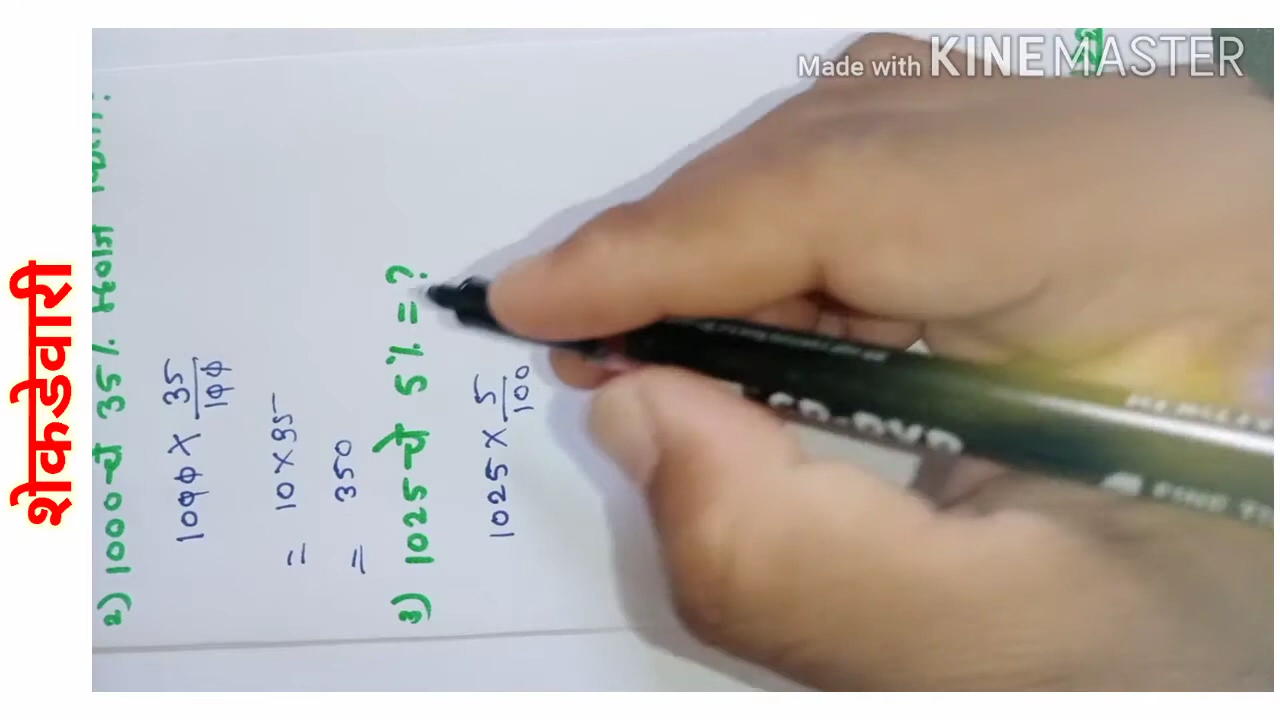 Made with KINEMASTER
शेकडेवारी
2) 1000 चे 35 % म्हणजे किती?
1000 × 35/100
= 10 × 35
= 350
3) 1025 चे 5% = ?
1025 × 5/100